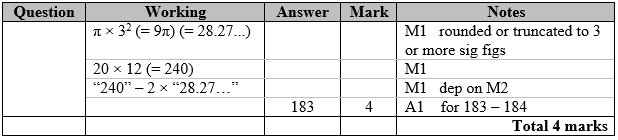 Question Working Answer Mark Notes
π × 3² (= 9π) (= 28.27...) M1 rounded or truncated to 3
or more sig figs
20 × 12 (= 240) M1
“240” – 2 × “28.27…” M1 dep on M2
183 4 A1 for 183 – 184
Total 4 marks